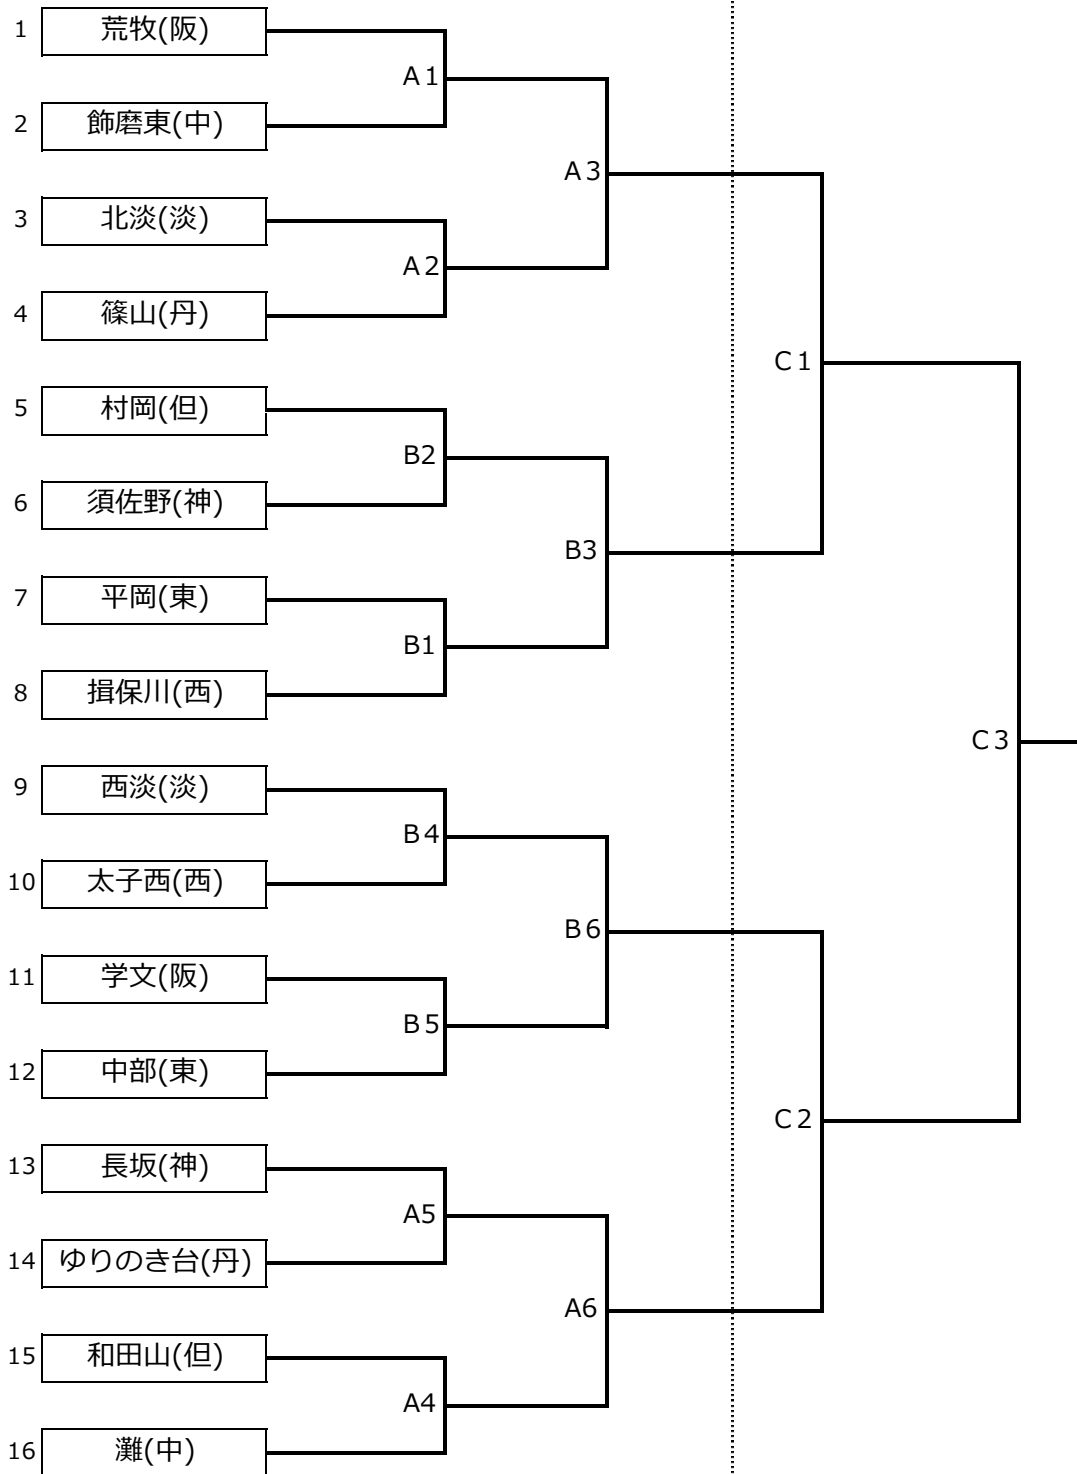 1 荒牧(阪)
A1
2 飾磨東(中)
A3
3 北淡(淡)
A2
4 篠山(丹)
C1
5 村岡(但)
B2
6 須佐野(神)
B3
7 平岡(東)
B1
8 揖保川(西)
C3
9 西淡(淡)
B4
10 太子西(西)
B6
11 学文(阪)
B5
12 中部(東)
C2
13 長坂(神)
A5
14 ゆりのき台(丹)
A6
15 和田山(但)
A4
16 灘(中)